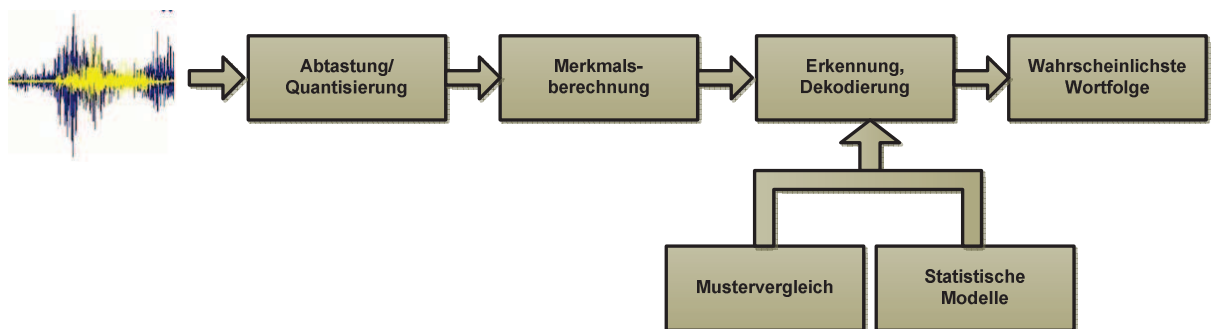 Abtastung/
Quantisierung
Merkmals-
berechnung
Erkennung,
Dekodierung
Wahrscheinlichste
Wortfolge
Mustervergleich
Statistische
Modelle